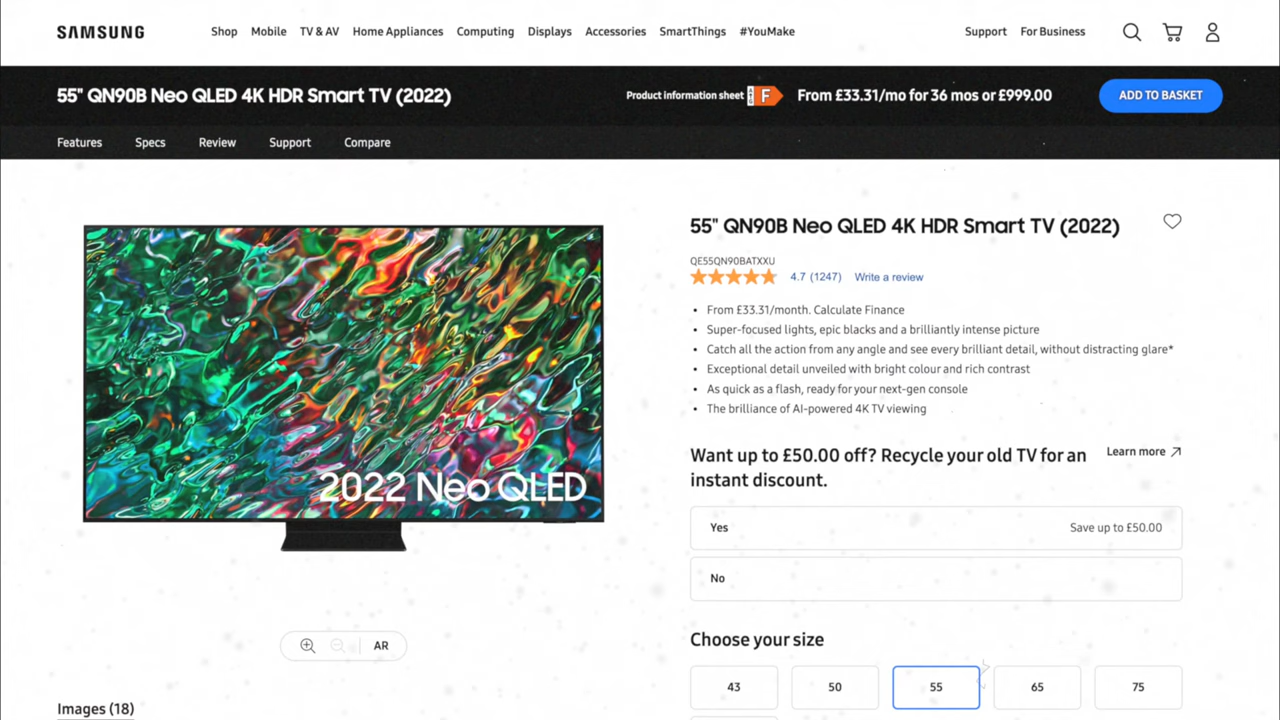 SAMSUNG
Shop Mobile TV & AV Home Appliances Computing Displays Accessories SmartThings #YouMake
Support For Business
55" QN90B Neo QLED 4K HDR Smart TV (2022)
Product information sheet
F
From £33.31/mo for 36 mos or £999.00
ADD TO BASKET
Features Specs Review Support Compare
2022 Neo QLED
AR
Images (18)
55" QN90B Neo QLED 4K HDR Smart TV (2022)
QE55QN90BATXXU
4.7 (1247) Write a review
• From £33.31/month. Calculate Finance
• Super-focused lights, epic blacks and a brilliantly intense picture
• Catch all the action from any angle and see every brilliant detail, without distracting glare*
• Exceptional detail unveiled with bright colour and rich contrast
• As quick as a flash, ready for your next-gen console
• The brilliance of AI-powered 4K TV viewing
Want up to £50.00 off? Recycle your old TV for an
instant discount.
Learn more
Yes Save up to £50.00
No
Choose your size
43 50 55 65 75